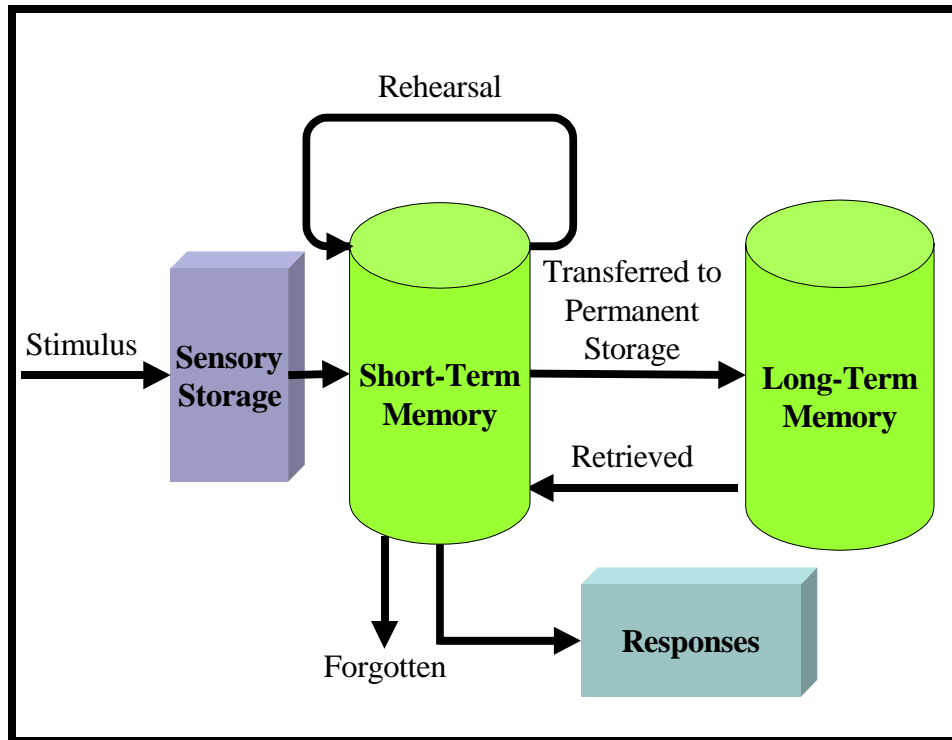 Rehearsal
Transferred to
Permanent
Storage
Stimulus
Sensory
Storage
Short-Term
Memory
Long-Term
Memory
Retrieved
Responses
Forgotten